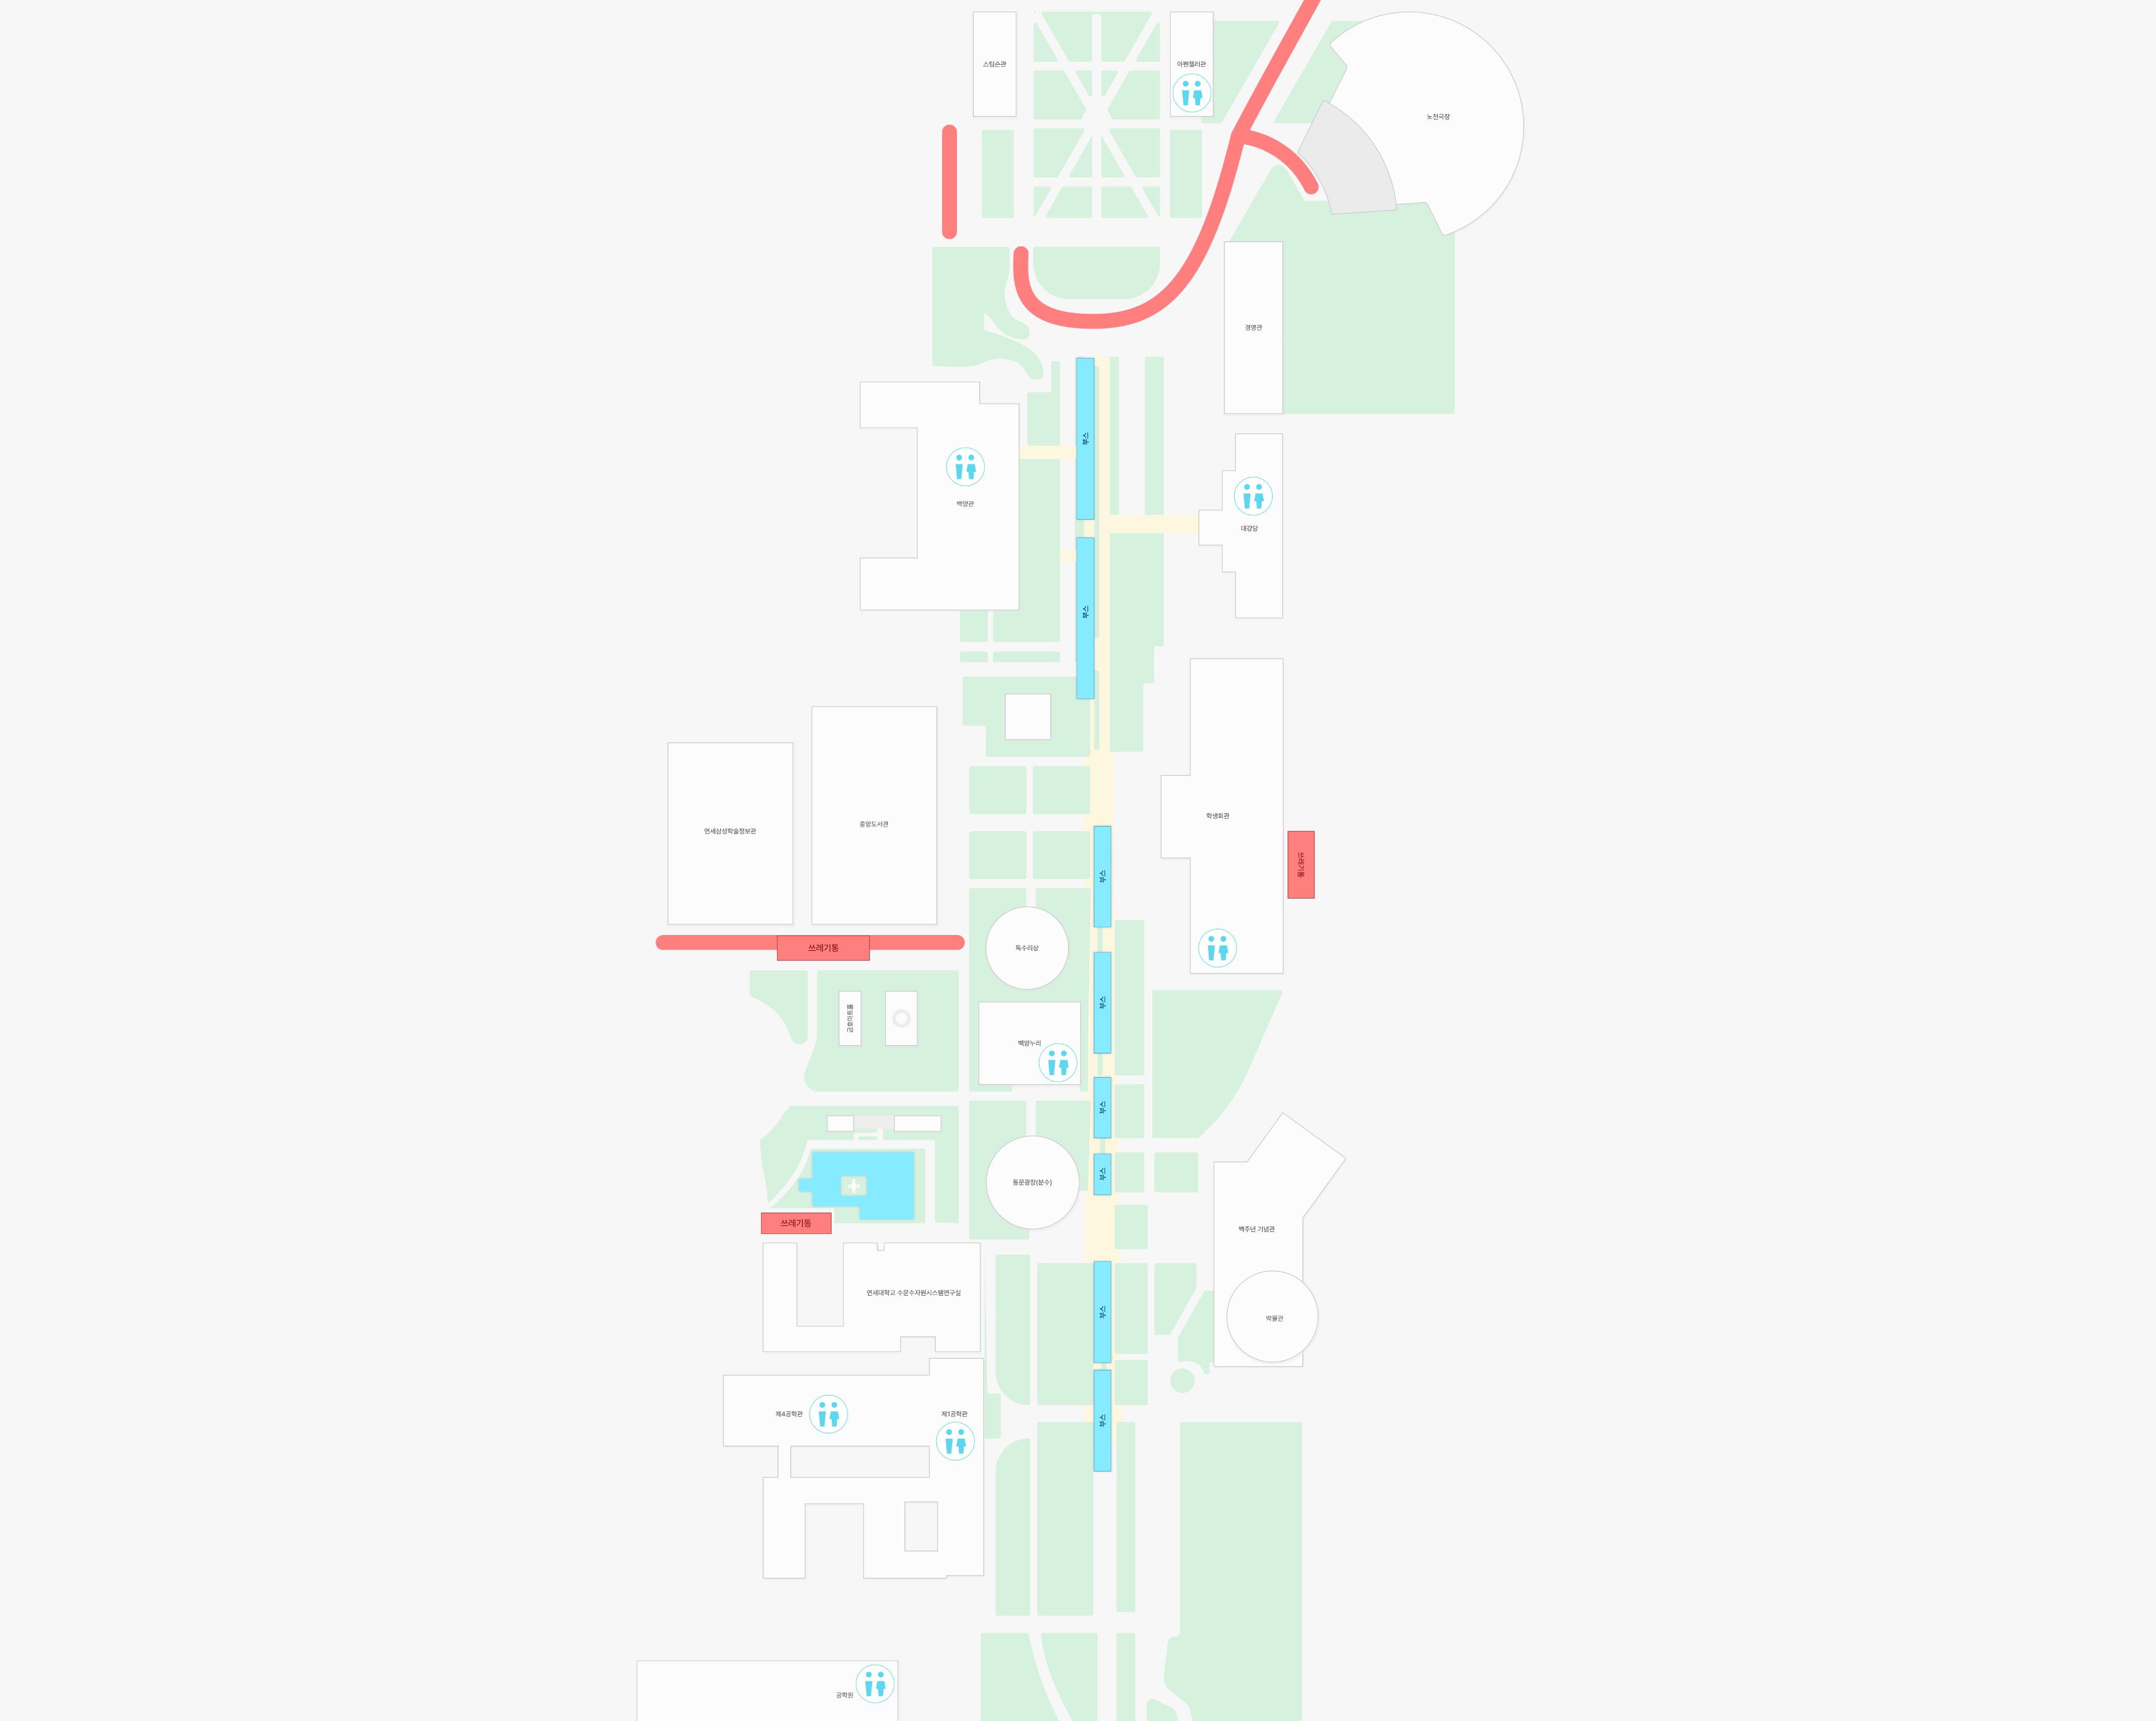 스팀슨관
아펜젤러관
노천극장
경영관
부스
백양관
대강당
부스
학생회관
중앙도서관
연세삼성학술정보관
쓰레기통
부스
쓰레기통
독수리상
부스
금호아트홀
백양누리
부스
부스
동문광장(분수)
쓰레기통
백주년 기념관
연세대학교 수문수자원시스템연구실
부스
박물관
제4공학관
제1공학관
부스
공학원